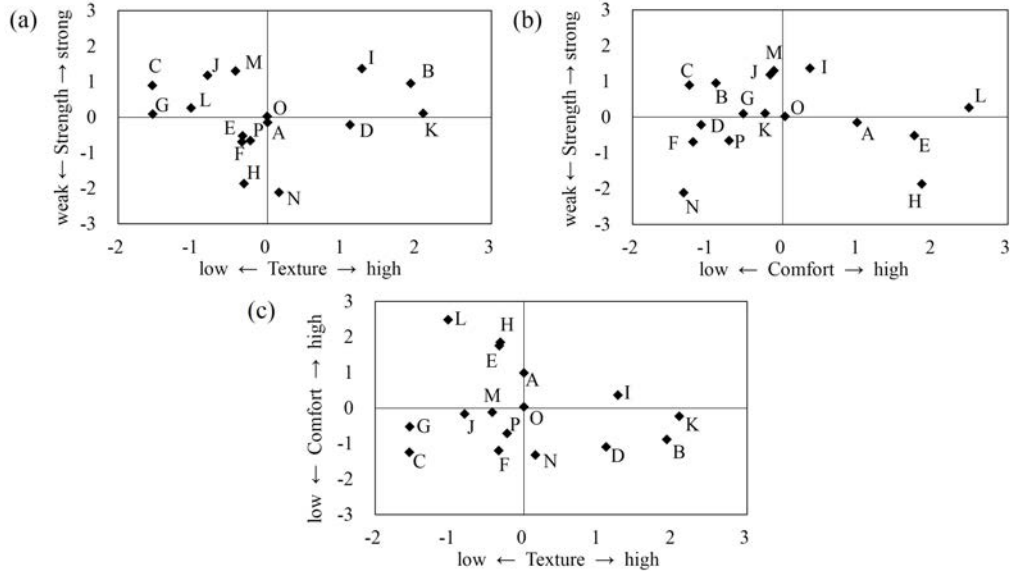 (a)
weak ← Strength → strong
3
2
1
0
-1
-2
-3
C
J
M
I
B
G
L
O
E
P
A
D
K
F
H
N
-2
-1
0
1
2
3
low ← Texture → high
(b)
weak ← Strength → strong
3
2
1
0
-1
-2
-3
M
C
J
I
B
G
L
O
D
K
F
P
A
E
H
N
-2
-1
0
1
2
3
low ← Comfort → high
(c)
low ← Comfort → high
3
2
1
0
-1
-2
-3
L
H
E
A
M
I
O
G
J
P
K
C
F
N
D
B
-2
-1
0
1
2
3
low ← Texture → high